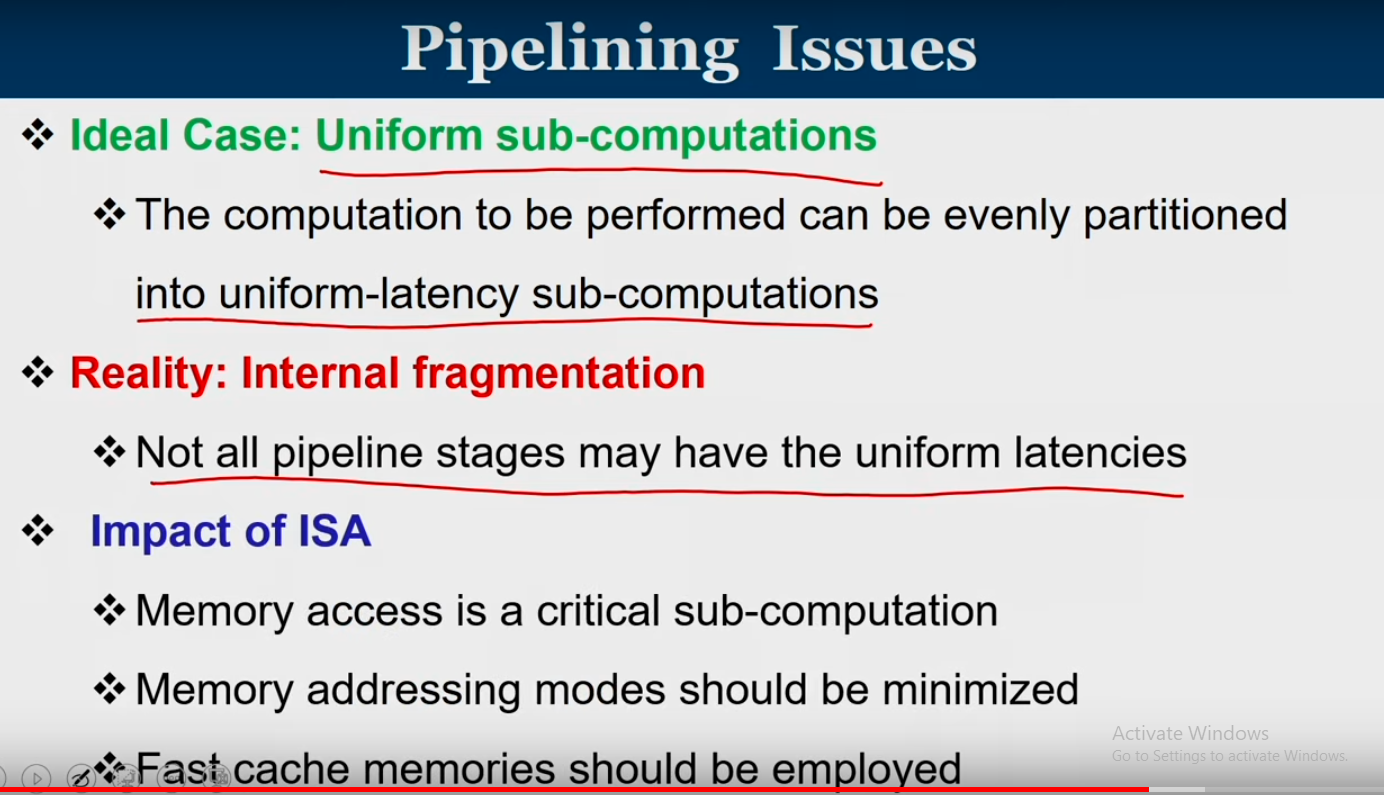 Pipelining Issues
❖ Ideal Case: Uniform sub-computations
❖ The computation to be performed can be evenly partitioned
into uniform-latency sub-computations
❖ Reality: Internal fragmentation
❖ Not all pipeline stages may have the uniform latencies
❖ Impact of ISA
❖ Memory access is a critical sub-computation
❖ Memory addressing modes should be minimized
❖ Fast cache memories should be employed
Activate Windows
Go to Settings to activate Windows.